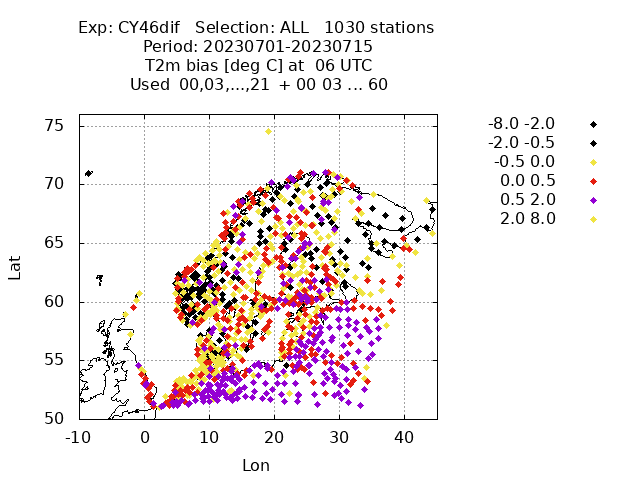 Exp: CY46dif   Selection: ALL   1030 stations
Period: 20230701-20230715
T2m bias [deg C] at  06 UTC
Used  00,03,...,21  + 00 03 ... 60
-8.0 -2.0
-2.0 -0.5
-0.5 0.0
0.0 0.5
0.5 2.0
2.0 8.0
75
70
65
60
55
50
Lat
-10 0 10 20 30 40
Lon